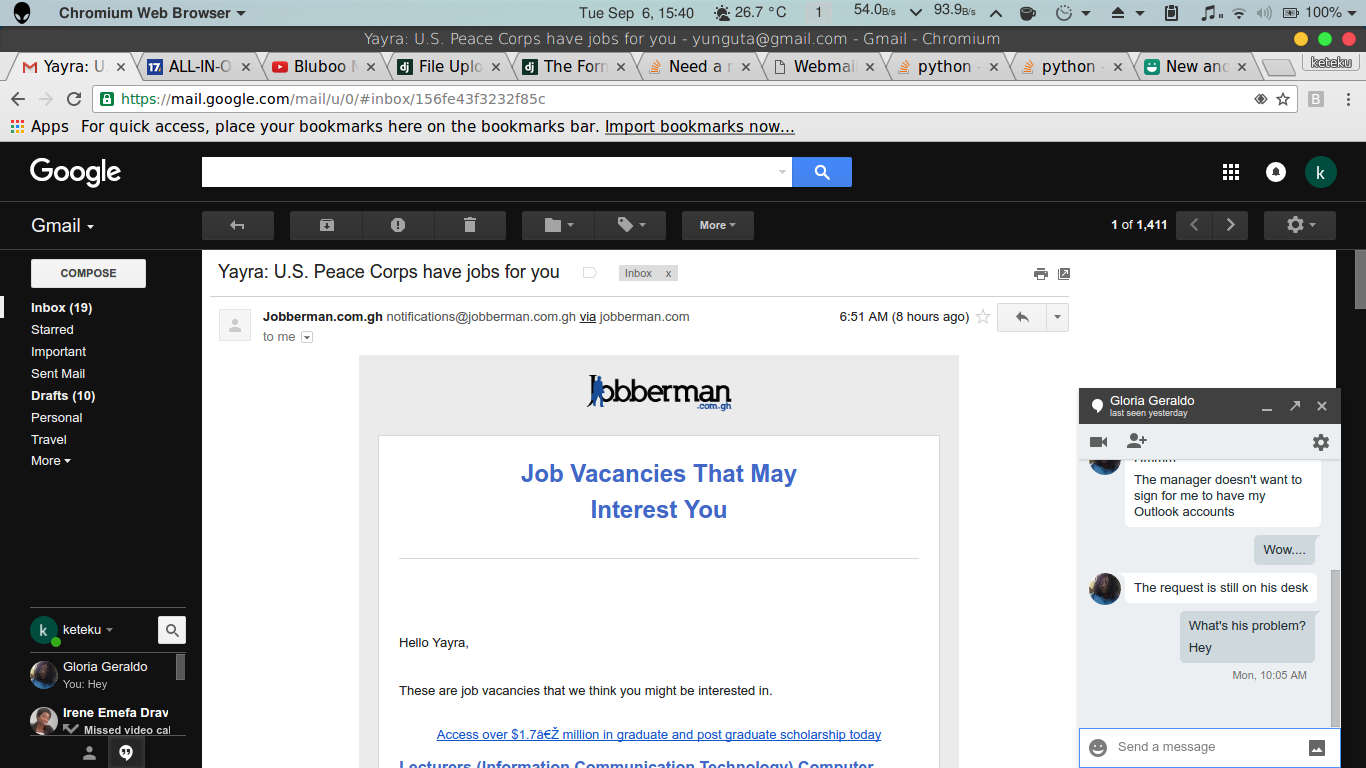 Chromium Web Browser
Tue Sep 6, 15:40
26.7 °C
1
54.0B/s
93.9B/s
100%
Yayra: U.S. Peace Corps have jobs for you - yunguta@gmail.com - Gmail - Chromium
Yayra: U. × 17 ALL-IN-O × Bluboo × dj File Uplo × dj The Forn × Need a × Webmai × python × python × New and × keteku
https://mail.google.com/mail/u/0/#inbox/156fe43f3232f85c
Apps For quick access, place your bookmarks here on the bookmarks bar. Import bookmarks now...
Google
k
Gmail
More
1 of 1,411
COMPOSE
Inbox (19)
Starred
Important
Sent Mail
Drafts (10)
Personal
Travel
More
k keteku
Gloria Geraldo
You: Hey
Irene Emefa Drav
Missed video cal
Yayra: U.S. Peace Corps have jobs for you
Inbox x
Jobberman.com.gh notifications@jobberman.com.gh via jobberman.com
6:51 AM (8 hours ago)
to me
Jobberman
.com.gh
Job Vacancies That May
Interest You
Hello Yayra,
These are job vacancies that we think you might be interested in.
Access over $1.7â€Ž million in graduate and post graduate scholarship today
Lecturers (Information Communication Technology) Computer
Gloria Geraldo
last seen yesterday
The manager doesn't want to
sign for me to have my
Outlook accounts
Wow....
The request is still on his desk
What's his problem?
Hey
Mon, 10:05 AM
Send a message